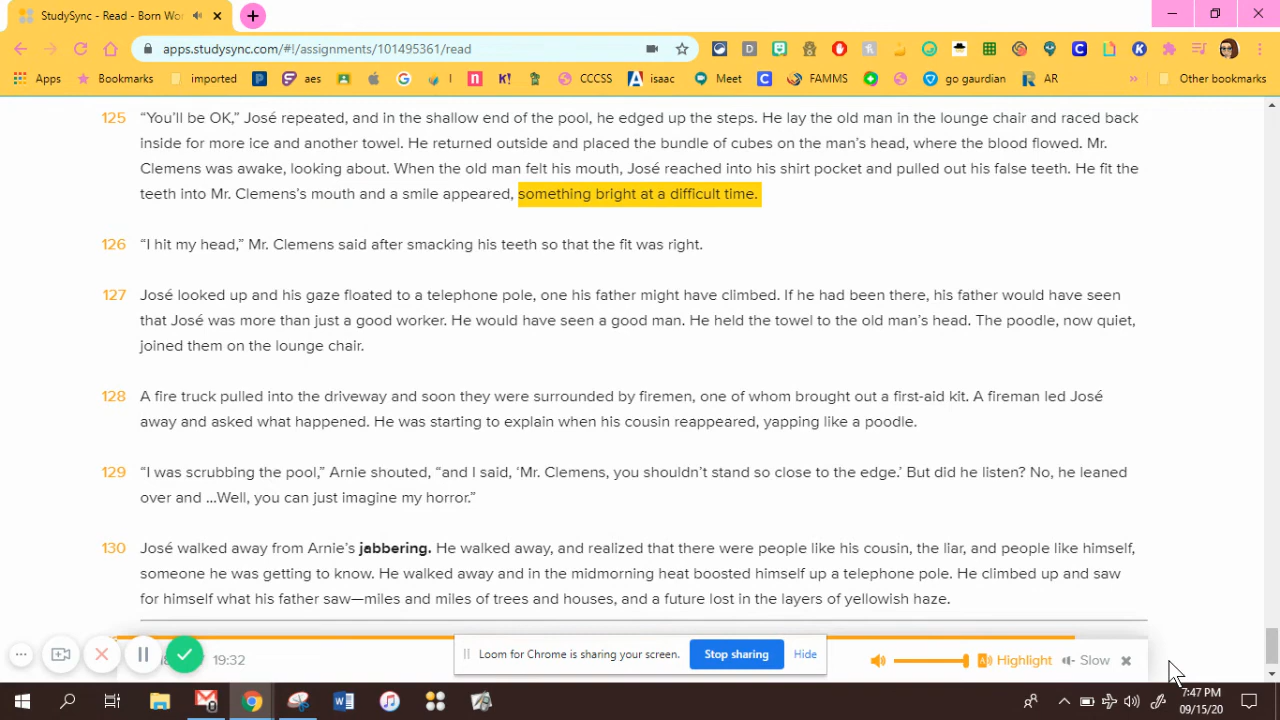 StudySync - Read - Born Wo
apps.studysync.com/#!/assignments/101495361/read
Apps Bookmarks imported aes CCCSS isaac Meet FAMMS go gaurdian AR » Other bookmarks
125 “You’ll be OK,” José repeated, and in the shallow end of the pool, he edged up the steps. He lay the old man in the lounge chair and raced back
inside for more ice and another towel. He returned outside and placed the bundle of cubes on the man’s head, where the blood flowed. Mr.
Clemens was awake, looking about. When the old man felt his mouth, José reached into his shirt pocket and pulled out his false teeth. He fit the
teeth into Mr. Clemens’s mouth and a smile appeared, something bright at a difficult time.
126 “I hit my head,” Mr. Clemens said after smacking his teeth so that the fit was right.
127 José looked up and his gaze floated to a telephone pole, one his father might have climbed. If he had been there, his father would have seen
that José was more than just a good worker. He would have seen a good man. He held the towel to the old man’s head. The poodle, now quiet,
joined them on the lounge chair.
128 A fire truck pulled into the driveway and soon they were surrounded by firemen, one of whom brought out a first-aid kit. A fireman led José
away and asked what happened. He was starting to explain when his cousin reappeared, yapping like a poodle.
129 “I was scrubbing the pool,” Arnie shouted, “and I said, ‘Mr. Clemens, you shouldn’t stand so close to the edge.’ But did he listen? No, he leaned
over and ...Well, you can just imagine my horror.”
130 José walked away from Arnie’s jabbering. He walked away, and realized that there were people like his cousin, the liar, and people like himself,
someone he was getting to know. He walked away and in the midmorning heat boosted himself up a telephone pole. He climbed up and saw
for himself what his father saw—miles and miles of trees and houses, and a future lost in the layers of yellowish haze.
19:32 Loom for Chrome is sharing your screen. Stop sharing Hide Highlight Slow
7:47 PM
09/15/20